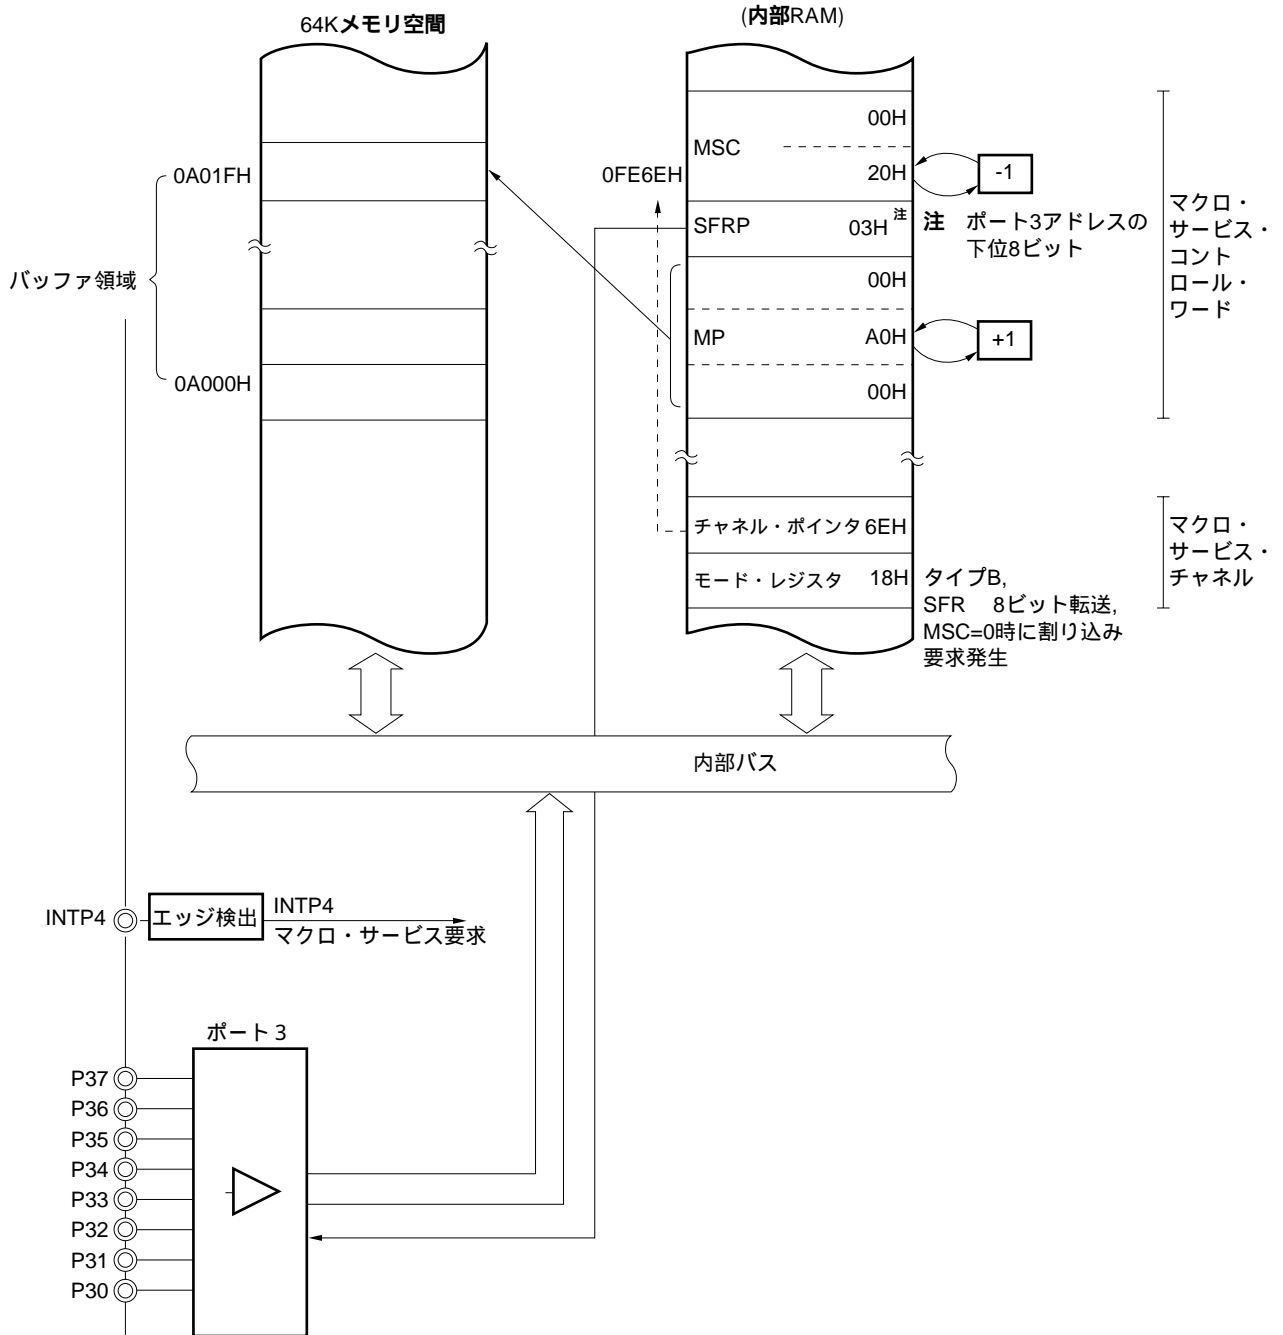 64Kメモリ空間
(内部RAM)
00H
MSC
20H
-1
0FE6EH
0A01FH
SFRP
03H注
注 ポート3アドレスの
下位8ビット
マクロ・
サービス・
コント
ロール・
ワード
バッファ領域
00H
MP
A0H
+1
00H
0A000H
チャネル・ポインタ 6EH
モード・レジスタ 18H
マクロ・
サービス・
チャネル
タイプB,
SFR 8ビット転送,
MSC=0時に割り込み
要求発生
内部バス
INTP4
エッジ検出
INTP4
マクロ・サービス要求
ポート3
P37
P36
P35
P34
P33
P32
P31
P30